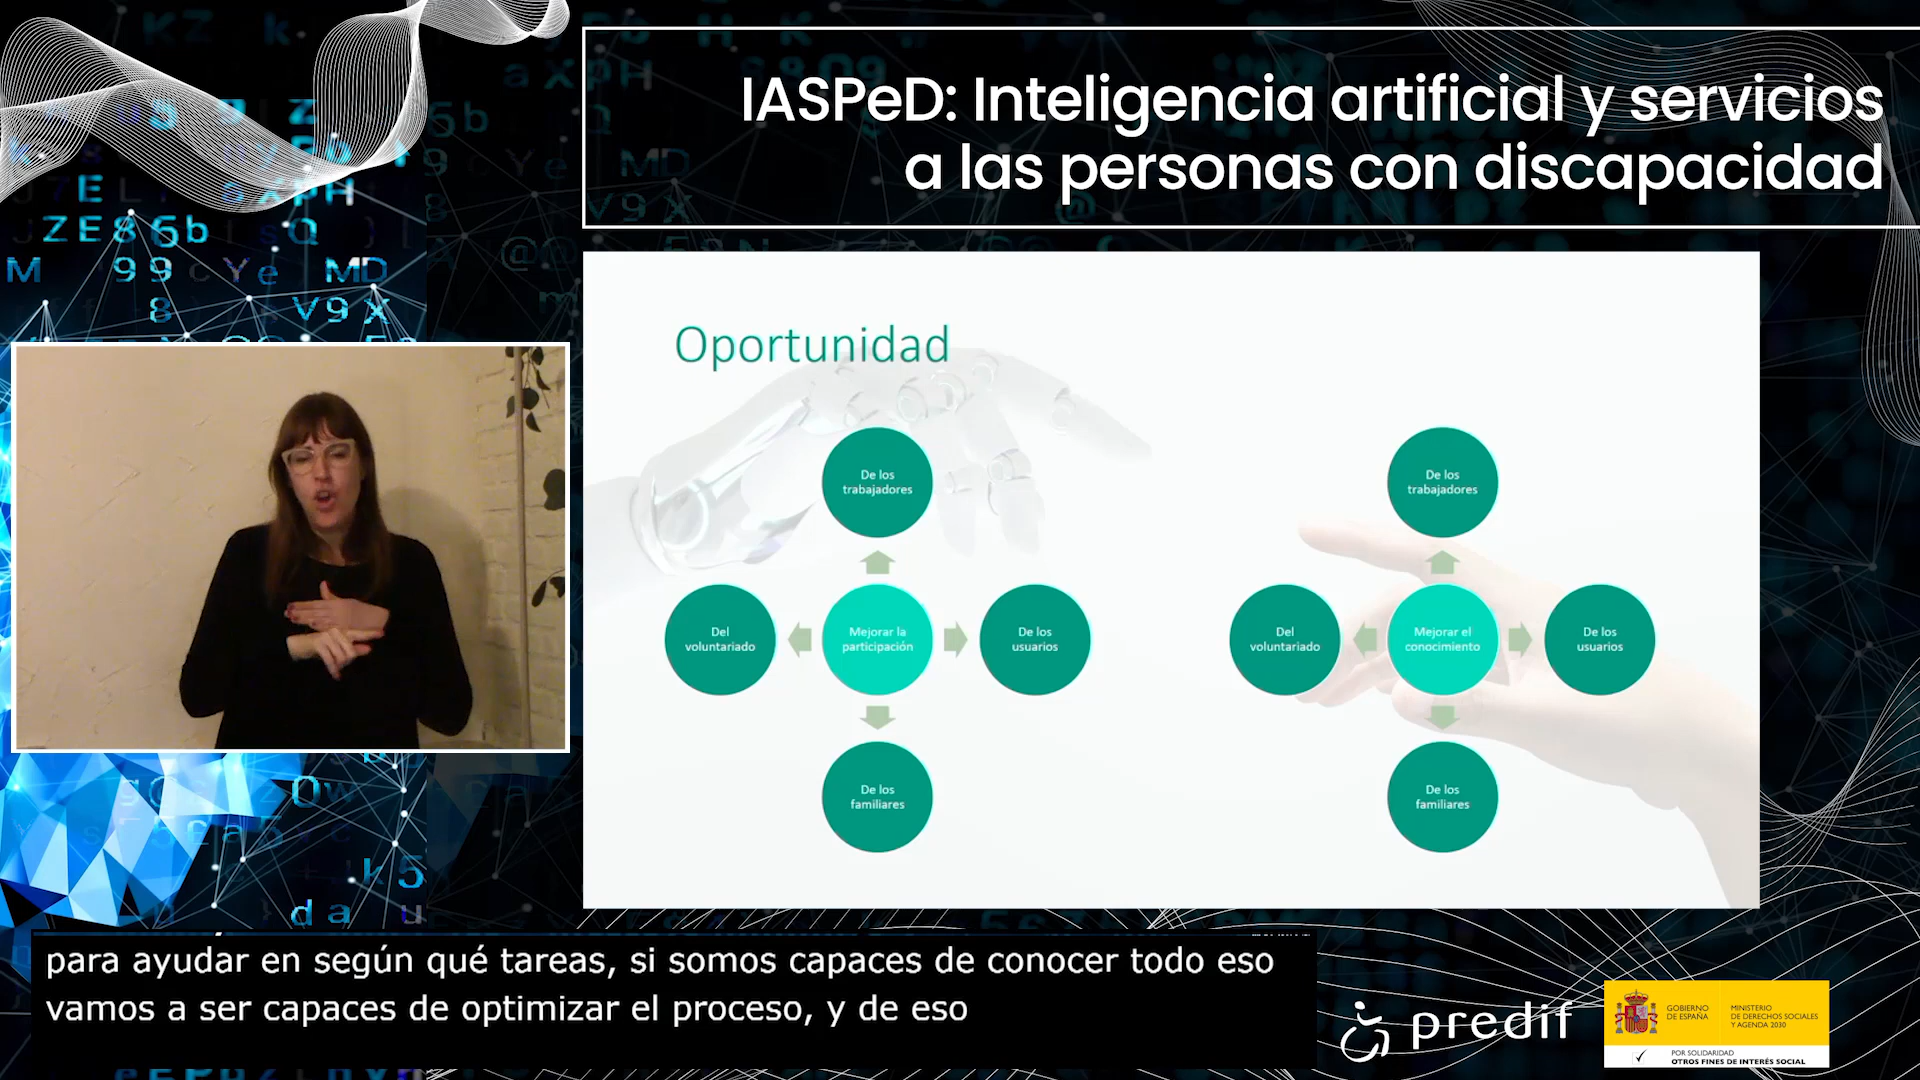 IASPeD: Inteligencia artificial y servicios
a las personas con discapacidad
Oportunidad
De los
trabajadores
Del
voluntariado
Mejorar la
participación
De los
usuarios
De los
familiares
De los
trabajadores
Del
voluntariado
Mejorar el
conocimiento
De los
usuarios
De los
familiares
para ayudar en según qué tareas, si somos capaces de conocer todo eso
vamos a ser capaces de optimizar el proceso, y de eso
predif
GOBIERNO
DE ESPAÑA
MINISTERIO
DE DERECHOS SOCIALES
Y AGENDA 2030
POR SOLIDARIDAD
OTROS FINES DE INTERÉS SOCIAL